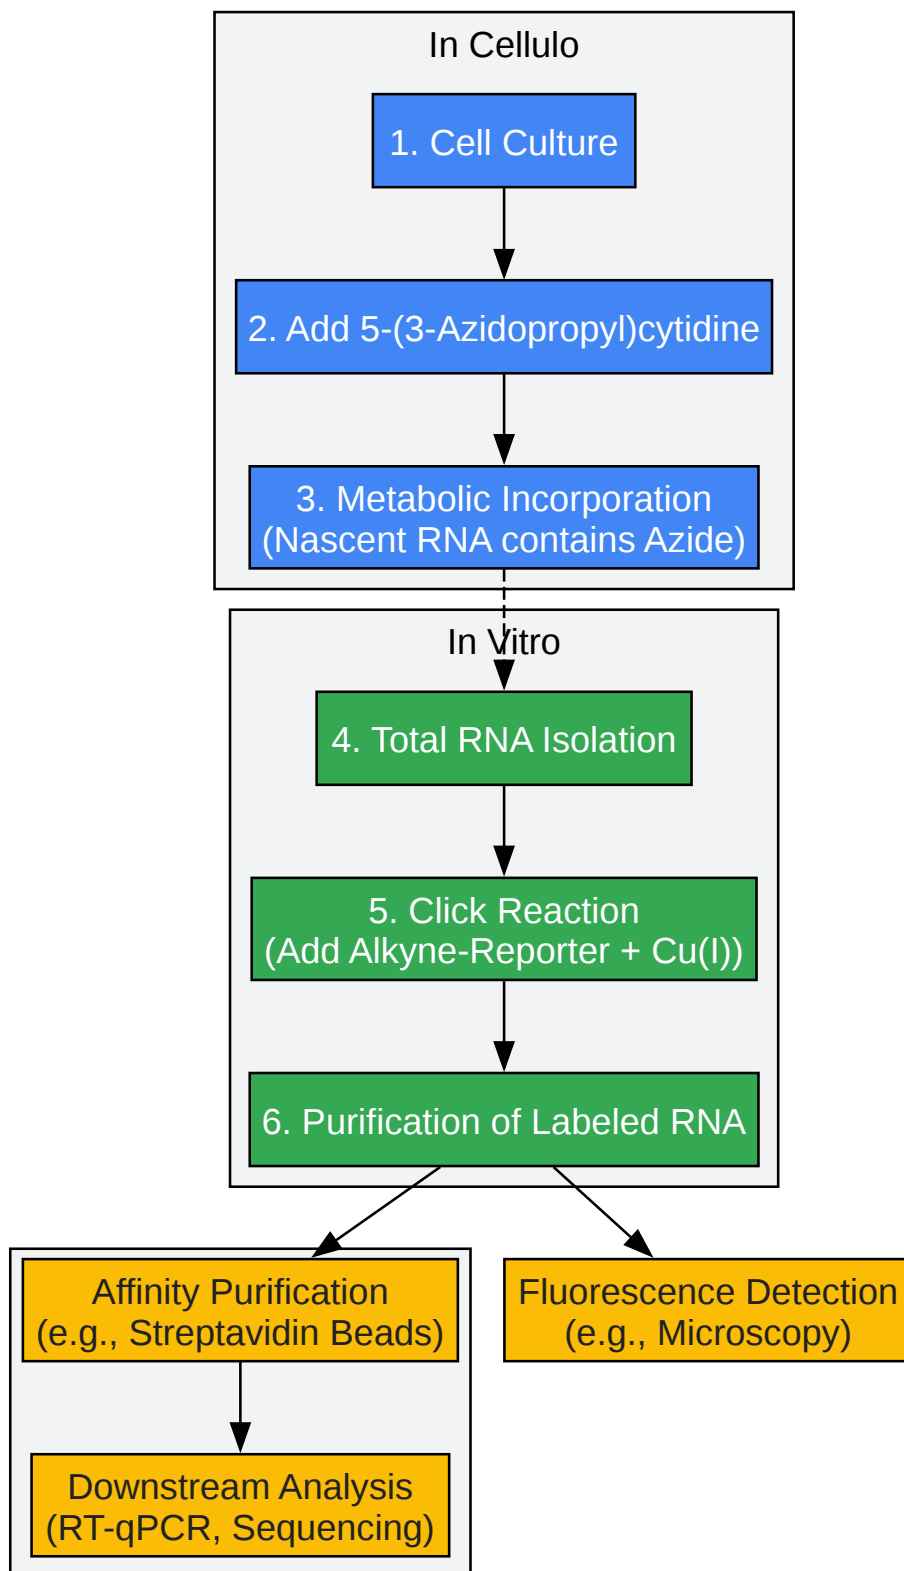 In Cellulo
1. Cell Culture
2. Add 5-(3-Azidopropyl)cytidine
3. Metabolic Incorporation
(Nascent RNA contains Azide)
In Vitro
4. Total RNA Isolation
5. Click Reaction
(Add Alkyne-Reporter + Cu(I))
6. Purification of Labeled RNA
Affinity Purification
(e.g., Streptavidin Beads)
Fluorescence Detection
(e.g., Microscopy)
Downstream Analysis
(RT-qPCR, Sequencing)